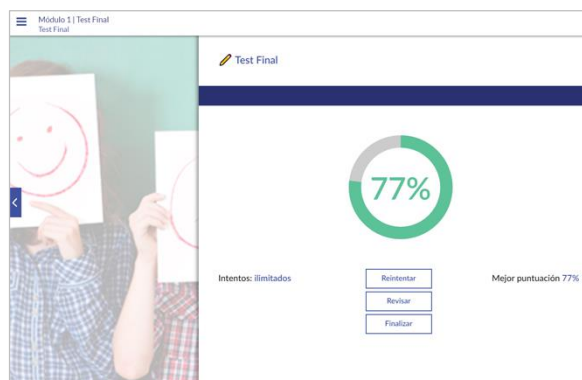 Módulo 1 | Test Final
Test Final
Test Final
77%
Intentos: ilimitados
Reintentar
Mejor puntuación 77%
Revisar
Finalizar